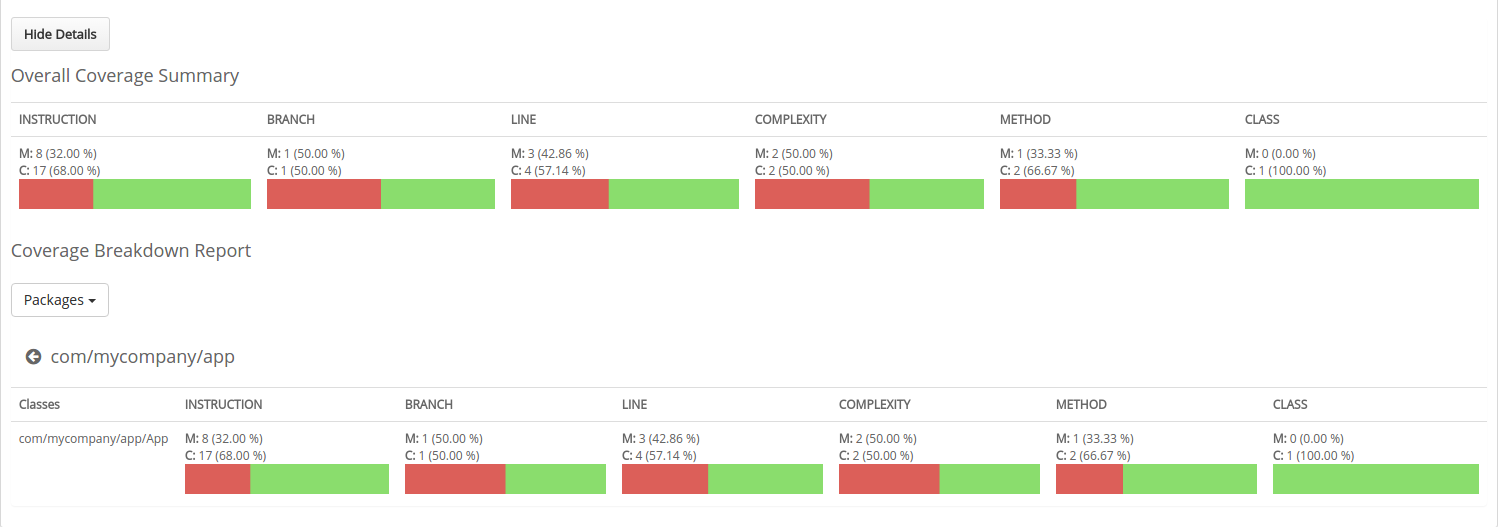 Hide Details
Overall Coverage Summary
INSTRUCTION BRANCH LINE COMPLEXITY METHOD CLASS
M: 8 (32.00 %) M: 1 (50.00 %) M: 3 (42.86 %) M: 2 (50.00 %) M: 1 (33.33 %) M: 0 (0.00 %)
C: 17 (68.00 %) C: 1 (50.00 %) C: 4 (57.14 %) C: 2 (50.00 %) C: 2 (66.67 %) C: 1 (100.00 %)
Coverage Breakdown Report
Packages
com/mycompany/app
Classes INSTRUCTION BRANCH LINE COMPLEXITY METHOD CLASS
com/mycompany/app/App M: 8 (32.00 %) M: 1 (50.00 %) M: 3 (42.86 %) M: 2 (50.00 %) M: 1 (33.33 %) M: 0 (0.00 %)
C: 17 (68.00 %) C: 1 (50.00 %) C: 4 (57.14 %) C: 2 (50.00 %) C: 2 (66.67 %) C: 1 (100.00 %)